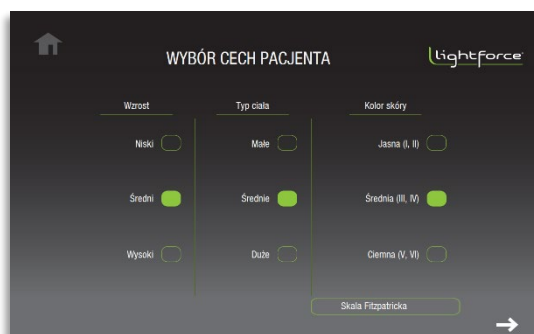 WYBÓR CECH PACJENTA
lightforce
Wzrost
Typ ciała
Kolor skóry
Niski
Małe
Jasna (I, II)
Średni
Średnie
Średnia (III, IV)
Wysoki
Duże
Ciemna (V, VI)
Skala Fitzpatricka